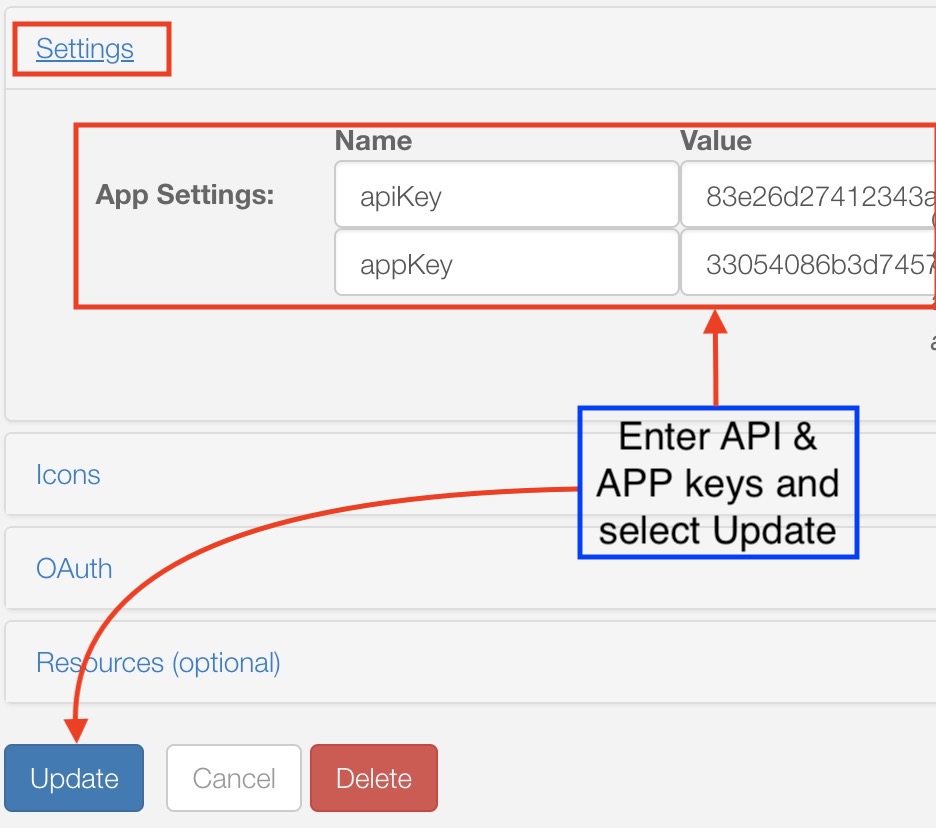 Settings
Name Value
App Settings: apiKey 83e26d27412343a
appKey 33054086b3d7457
Enter API &
APP keys and
select Update
Icons
OAuth
Resources (optional)
Update Cancel Delete